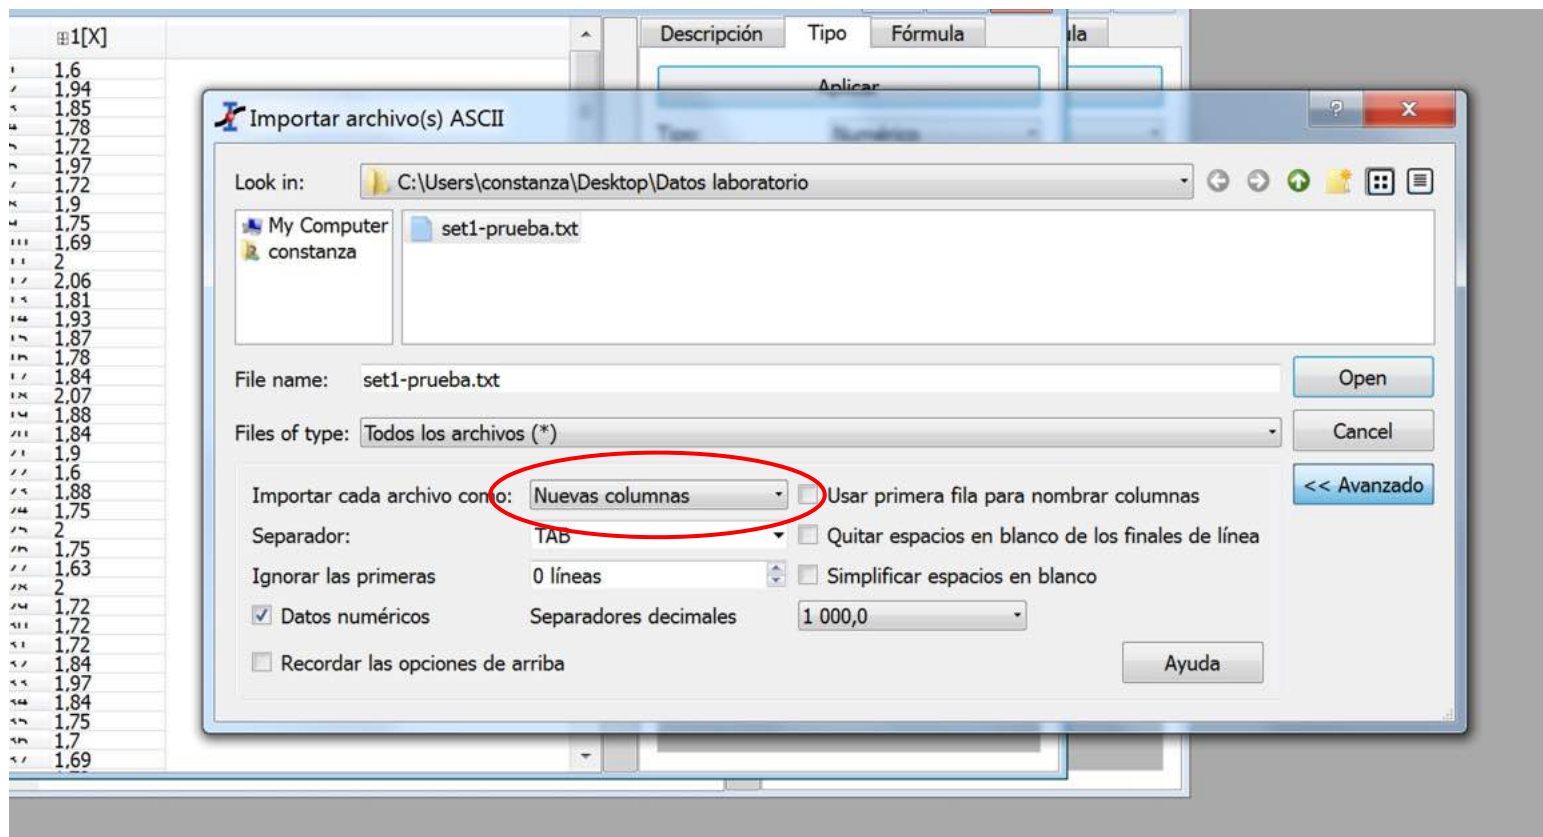 1[X]
Descripción Tipo Fórmula
1,6
1,94
1,85
1,78
1,72
1,97
1,72
1,9
1,75
1,69
2
2,06
1,81
1,93
1,87
1,78
1,84
2,07
1,88
1,84
1,9
1,6
1,88
1,75
2
1,75
1,63
2
1,72
1,72
1,72
1,84
1,97
1,84
1,75
1,7
1,69
Aplicar
Tipo: Numérico
Importar archivo(s) ASCII
Look in: C:\Users\constanza\Desktop\Datos laboratorio
My Computer
constanza
set1-prueba.txt
File name: set1-prueba.txt Open
Files of type: Todos los archivos (*) Cancel
Importar cada archivo como: Nuevas columnas Usar primera fila para nombrar columnas << Avanzado
Separador: TAB Quitar espacios en blanco de los finales de línea
Ignorar las primeras 0 líneas Simplificar espacios en blanco
Datos numéricos Separadores decimales 1 000,0
Recordar las opciones de arriba Ayuda